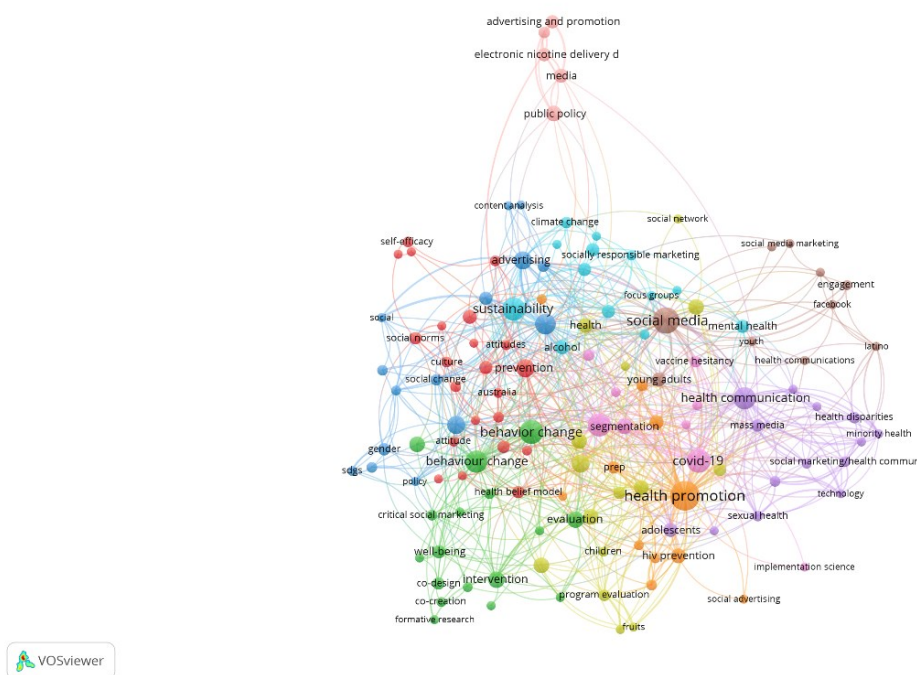 advertising and promotion
electronic nicotine delivery d
media
public policy
content analysis
climate change
social network
self-efficacy
social media marketing
advertising
socially responsible marketing
engagement
focus groups
facebook
sustainability
social
health
social media
mental health
social norms
attitudes
alcohol
youth
latino
culture
prevention
vaccine hesitancy
health communications
social change
young adults
australia
health communication
health disparities
attitude
behavior change
segmentation
mass media
minority health
gender
behaviour change
prep
covid-19
social marketing/health commun
sdgs
policy
health belief model
health promotion
technology
critical social marketing
evaluation
adolescents
sexual health
well-being
children
hiv prevention
implementation science
co-design
intervention
co-creation
program evaluation
social advertising
formative research
fruits
VOSviewer